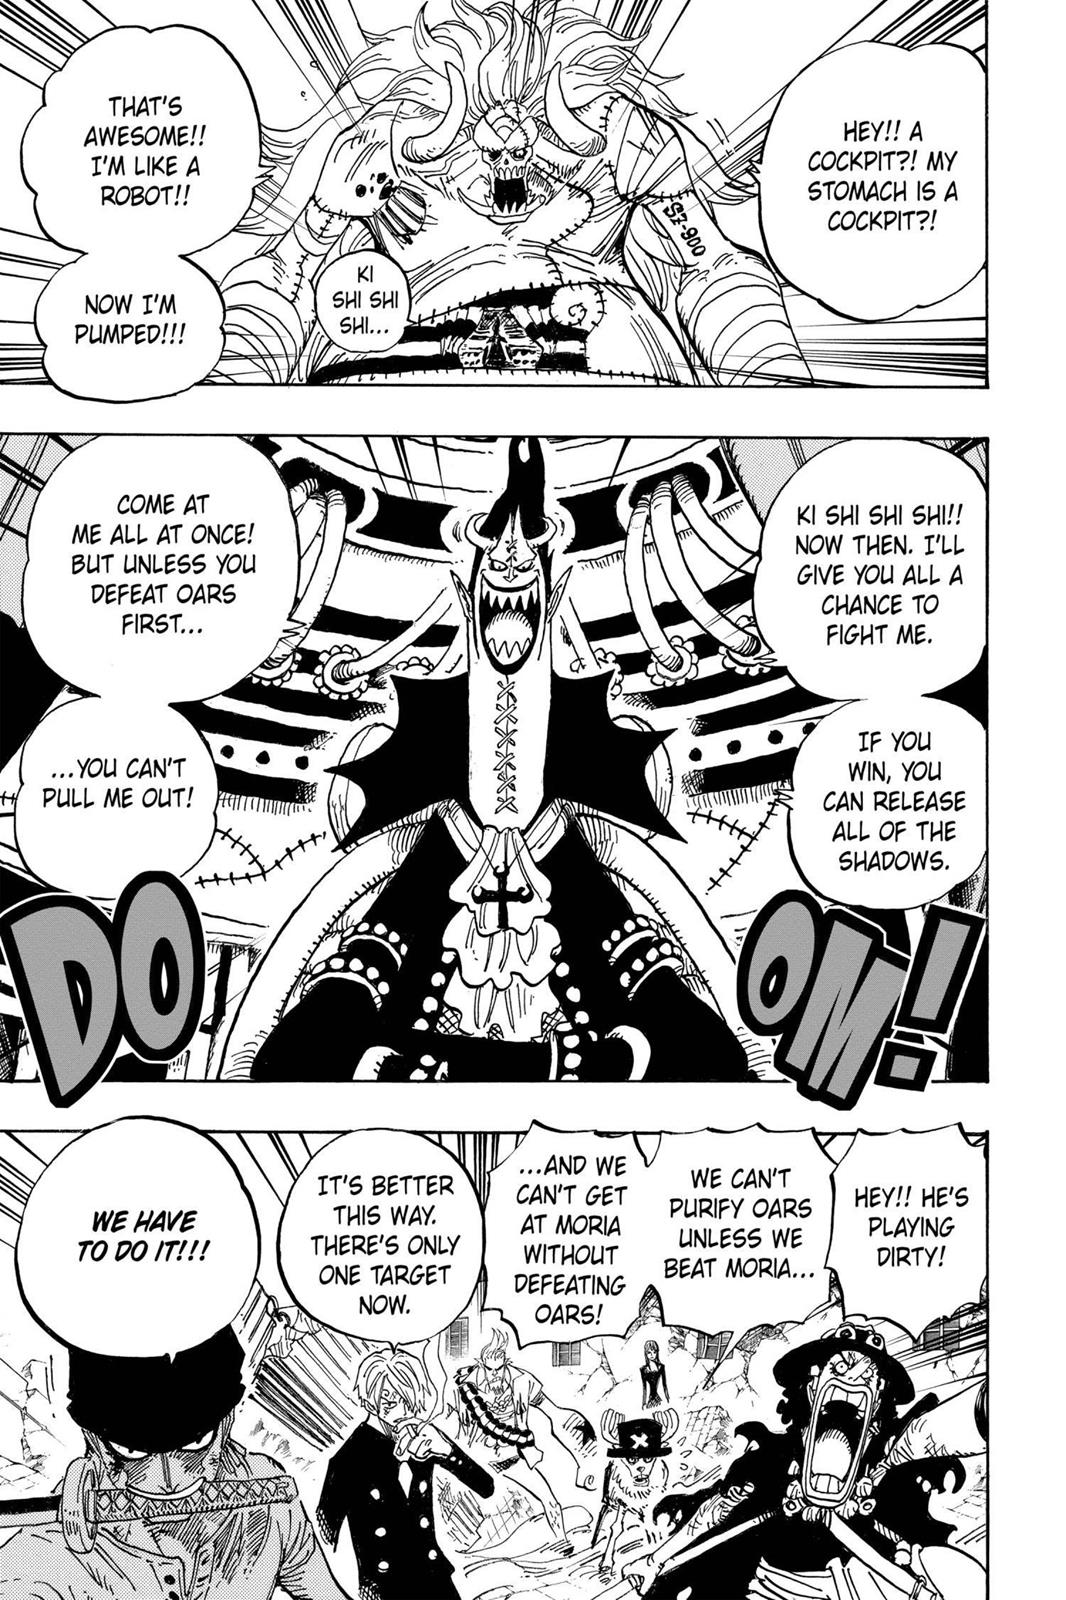 HEY!! A
COCKPIT?! MY
STOMACH IS A
COCKPIT?!
SZ-900
THAT'S
AWESOME!!
I'M LIKE A
ROBOT!!
NOW I'M
PUMPED!!!
KI
SHI SHI
SHI...
KI SHI SHI SHI!!
NOW THEN. I'LL
GIVE YOU ALL A
CHANCE TO
FIGHT ME.
IF YOU
WIN, YOU
CAN RELEASE
ALL OF THE
SHADOWS.
COME AT
ME ALL AT ONCE!
BUT UNLESS YOU
DEFEAT OARS
FIRST...
...YOU CAN'T
PULL ME OUT!
DOOM!
HEY!! HE'S
PLAYING
DIRTY!
WE CAN'T
PURIFY OARS
UNLESS WE
BEAT MORIA...
...AND WE
CAN'T GET
AT MORIA
WITHOUT
DEFEATING
OARS!
IT'S BETTER
THIS WAY.
THERE'S ONLY
ONE TARGET
NOW.
WE HAVE
TO DO IT!!!